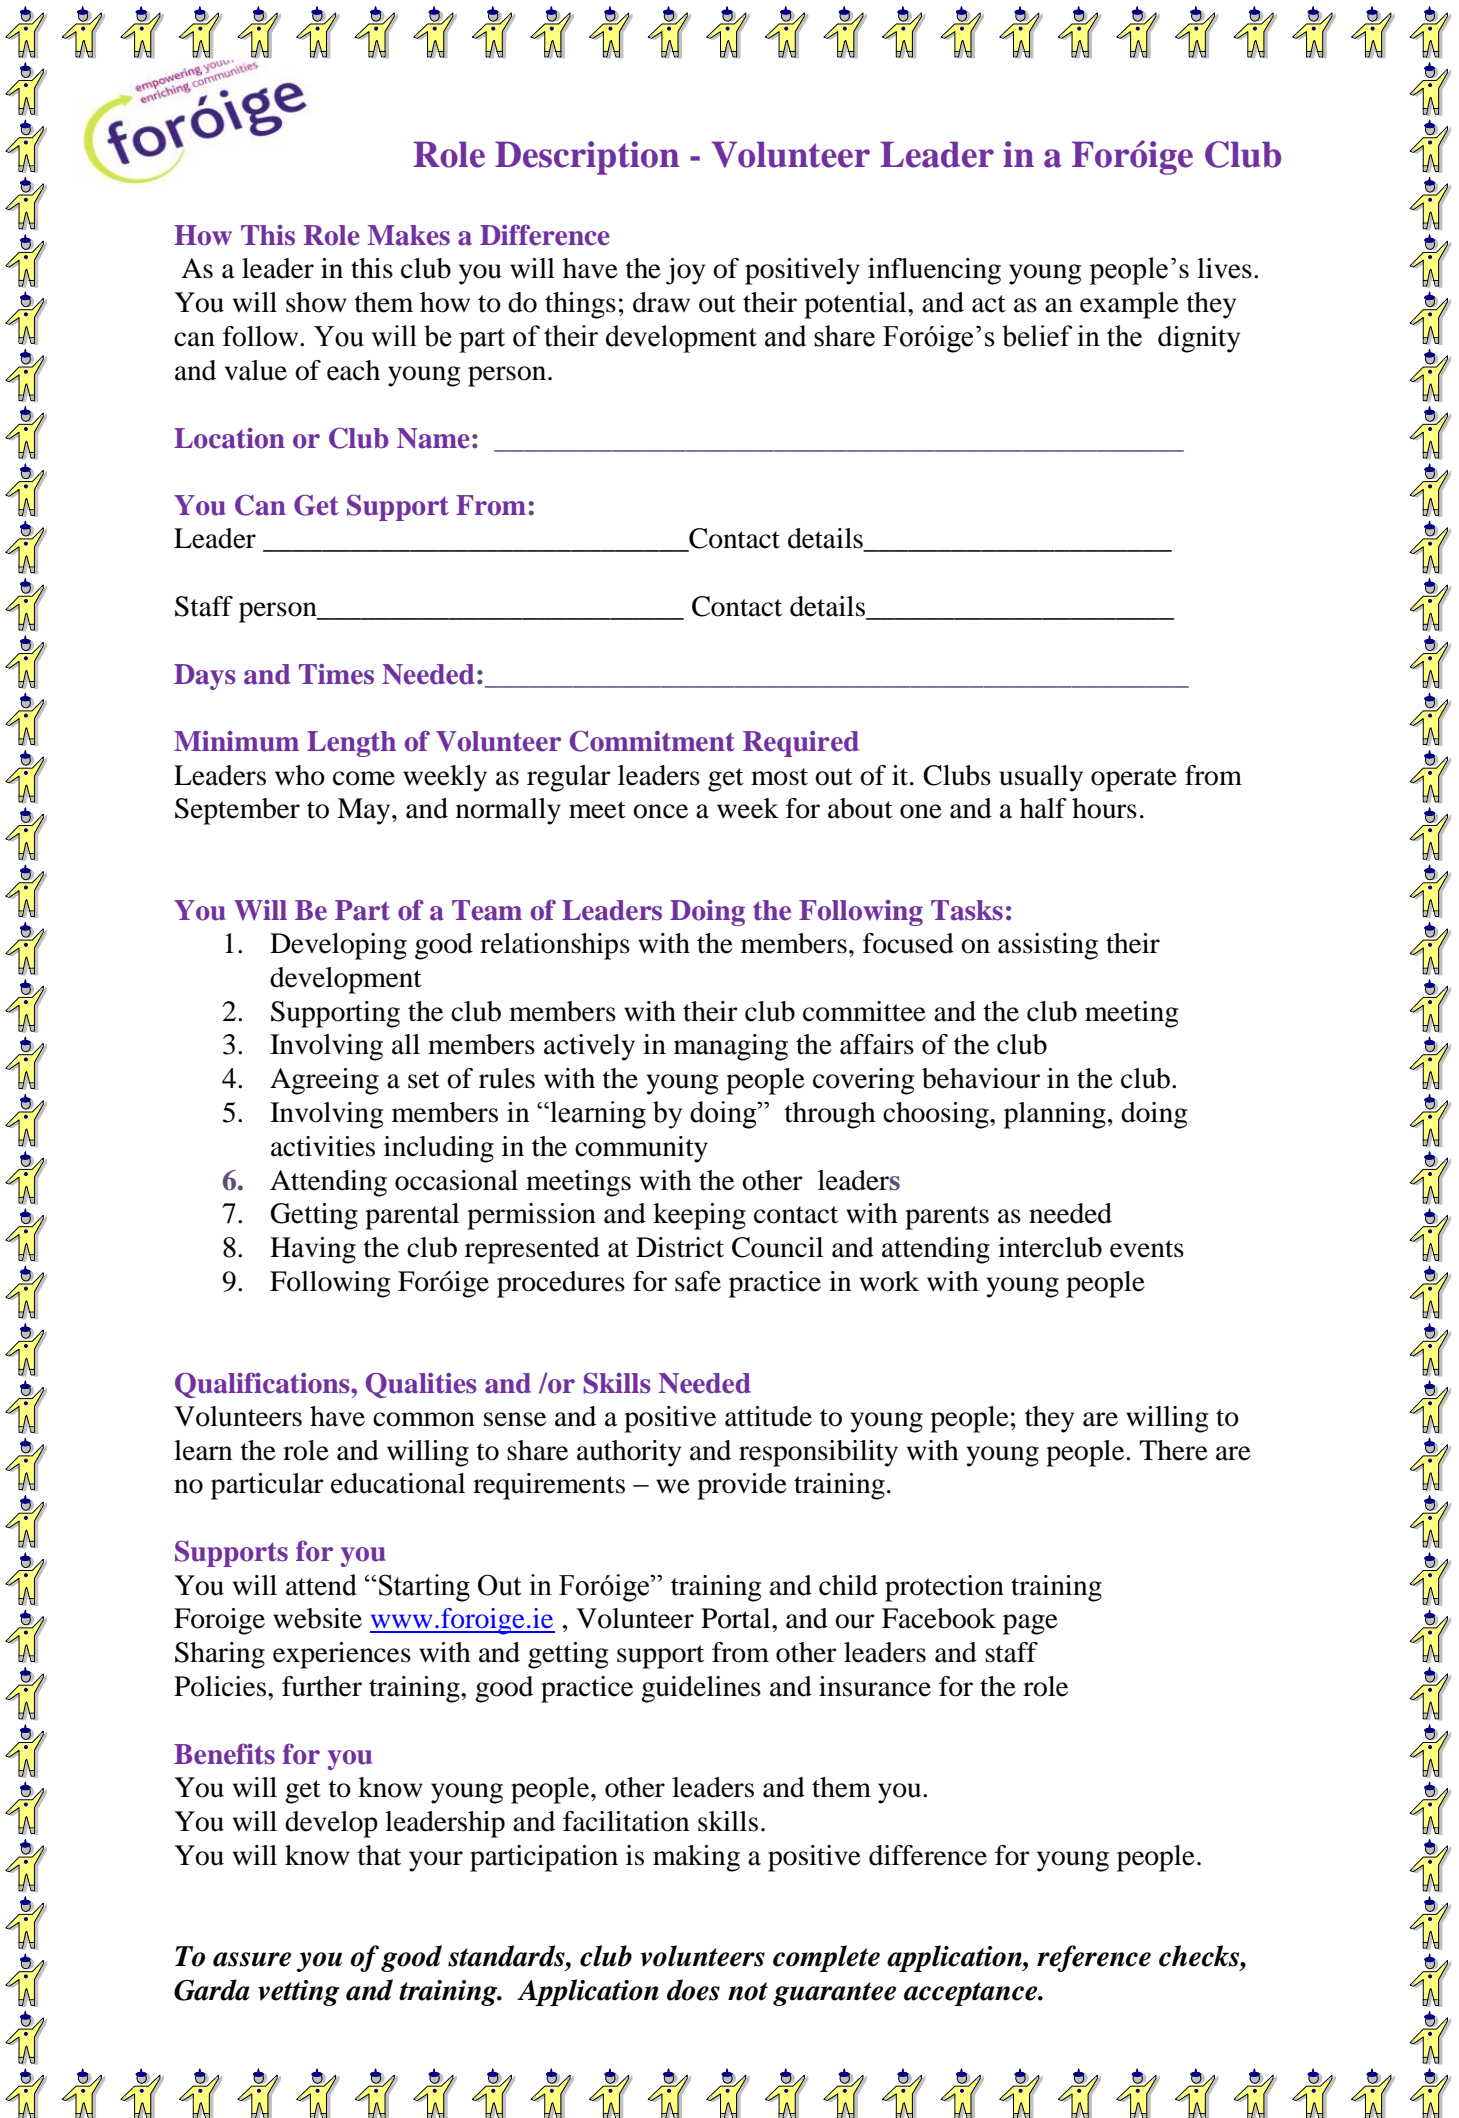 empowering youth
enriching communities
foróige
Role Description - Volunteer Leader in a Foróige Club
How This Role Makes a Difference
As a leader in this club you will have the joy of positively influencing young people’s lives.
You will show them how to do things; draw out their potential, and act as an example they
can follow. You will be part of their development and share Foróige’s belief in the dignity
and value of each young person.
Location or Club Name: _______________________________________________
You Can Get Support From:
Leader _____________________________Contact details_____________________
Staff person_________________________ Contact details_____________________
Days and Times Needed:________________________________________________
Minimum Length of Volunteer Commitment Required
Leaders who come weekly as regular leaders get most out of it. Clubs usually operate from
September to May, and normally meet once a week for about one and a half hours.
You Will Be Part of a Team of Leaders Doing the Following Tasks:
1. Developing good relationships with the members, focused on assisting their
development
2. Supporting the club members with their club committee and the club meeting
3. Involving all members actively in managing the affairs of the club
4. Agreeing a set of rules with the young people covering behaviour in the club.
5. Involving members in “learning by doing” through choosing, planning, doing
activities including in the community
6. Attending occasional meetings with the other leaders
7. Getting parental permission and keeping contact with parents as needed
8. Having the club represented at District Council and attending interclub events
9. Following Foróige procedures for safe practice in work with young people
Qualifications, Qualities and /or Skills Needed
Volunteers have common sense and a positive attitude to young people; they are willing to
learn the role and willing to share authority and responsibility with young people. There are
no particular educational requirements – we provide training.
Supports for you
You will attend “Starting Out in Foróige” training and child protection training
Foroige website www.foroige.ie , Volunteer Portal, and our Facebook page
Sharing experiences with and getting support from other leaders and staff
Policies, further training, good practice guidelines and insurance for the role
Benefits for you
You will get to know young people, other leaders and them you.
You will develop leadership and facilitation skills.
You will know that your participation is making a positive difference for young people.
To assure you of good standards, club volunteers complete application, reference checks,
Garda vetting and training. Application does not guarantee acceptance.